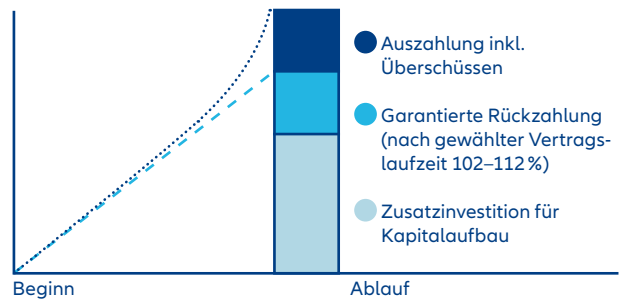 Auszahlung inkl.
Überschüssen
Garantierte Rückzahlung
(nach gewählter Vertrags-
laufzeit 102–112 %)
Zusatzinvestition für
Kapitalaufbau
Beginn
Ablauf